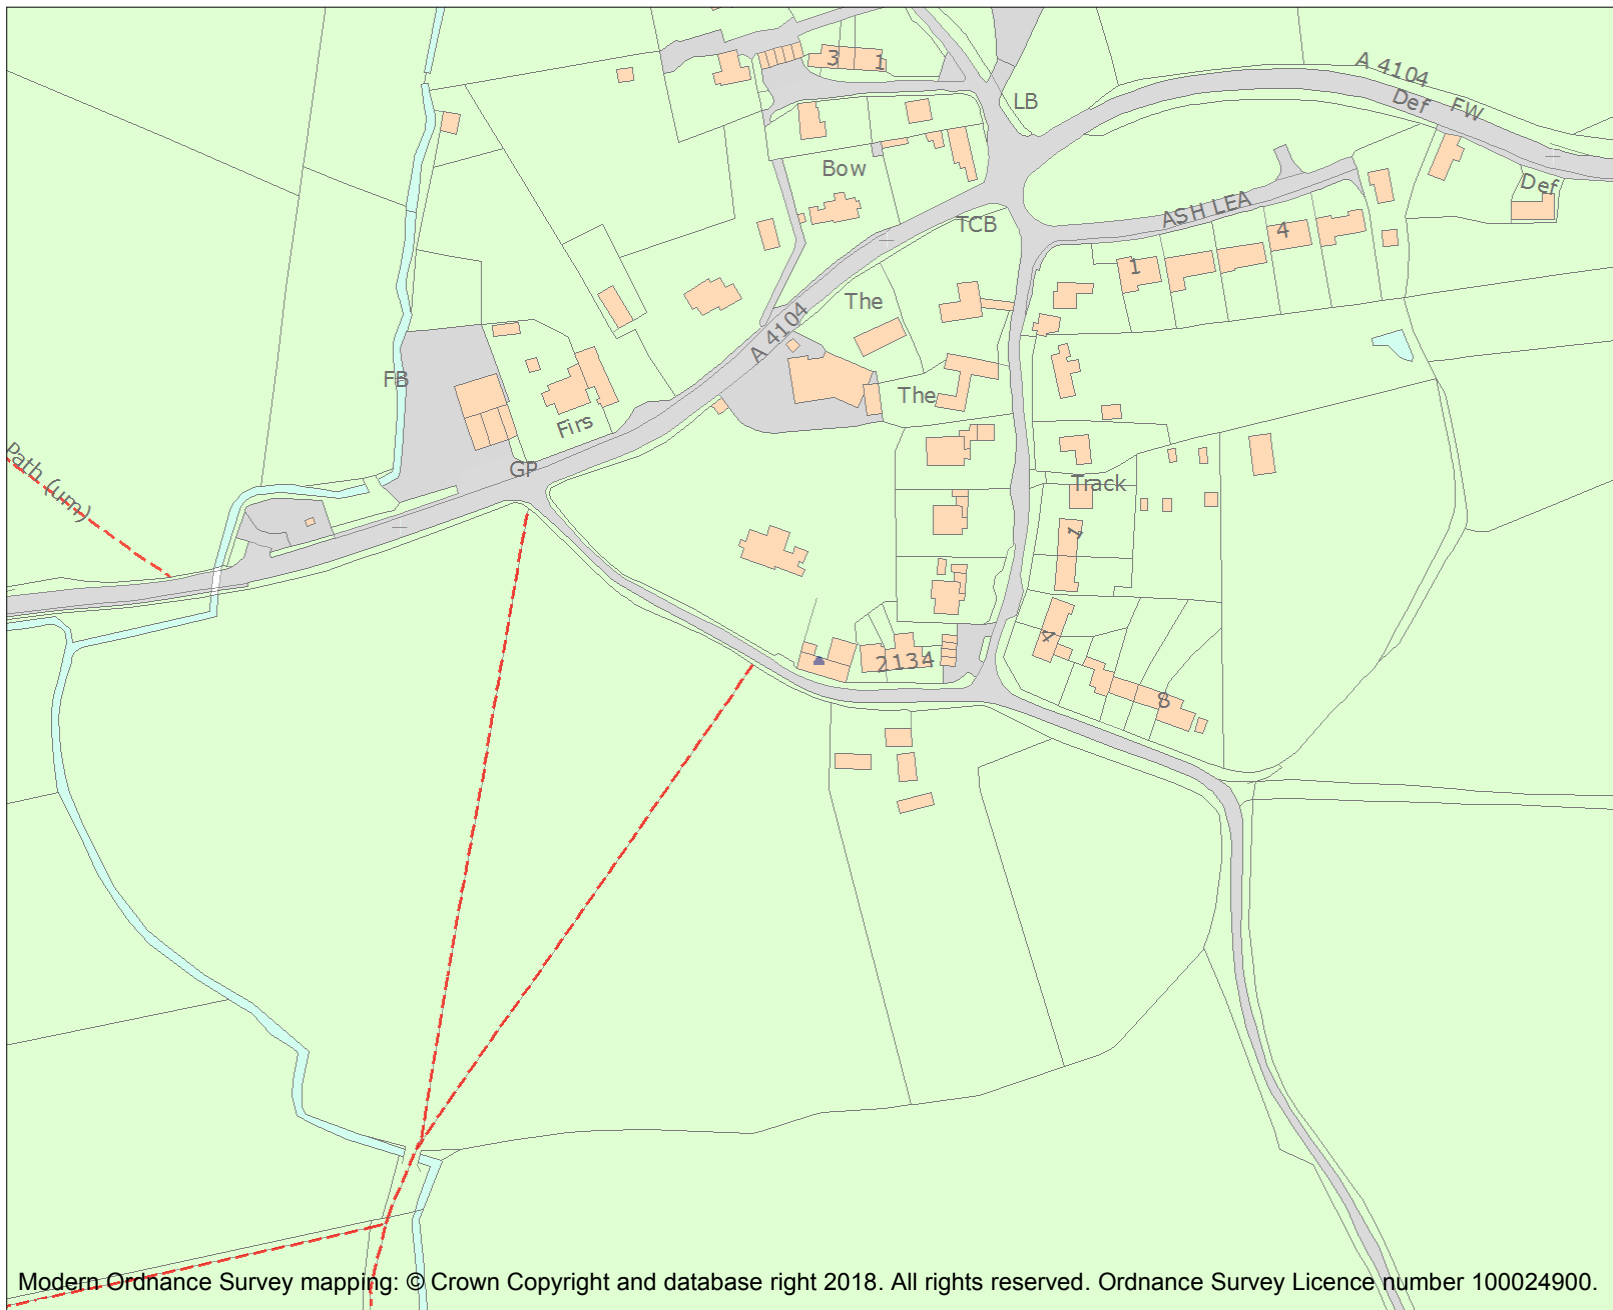 3 1
A 4104
LB
Def
FW
Bow
Def
TCB
ASH LEA
4
1
The
A 4104
FB
The
Firs
GP
Track
Path (um)
1
4
2134
8
Modern Ordnance Survey mapping: © Crown Copyright and database right 2018. All rights reserved. Ordnance Survey Licence number 100024900.